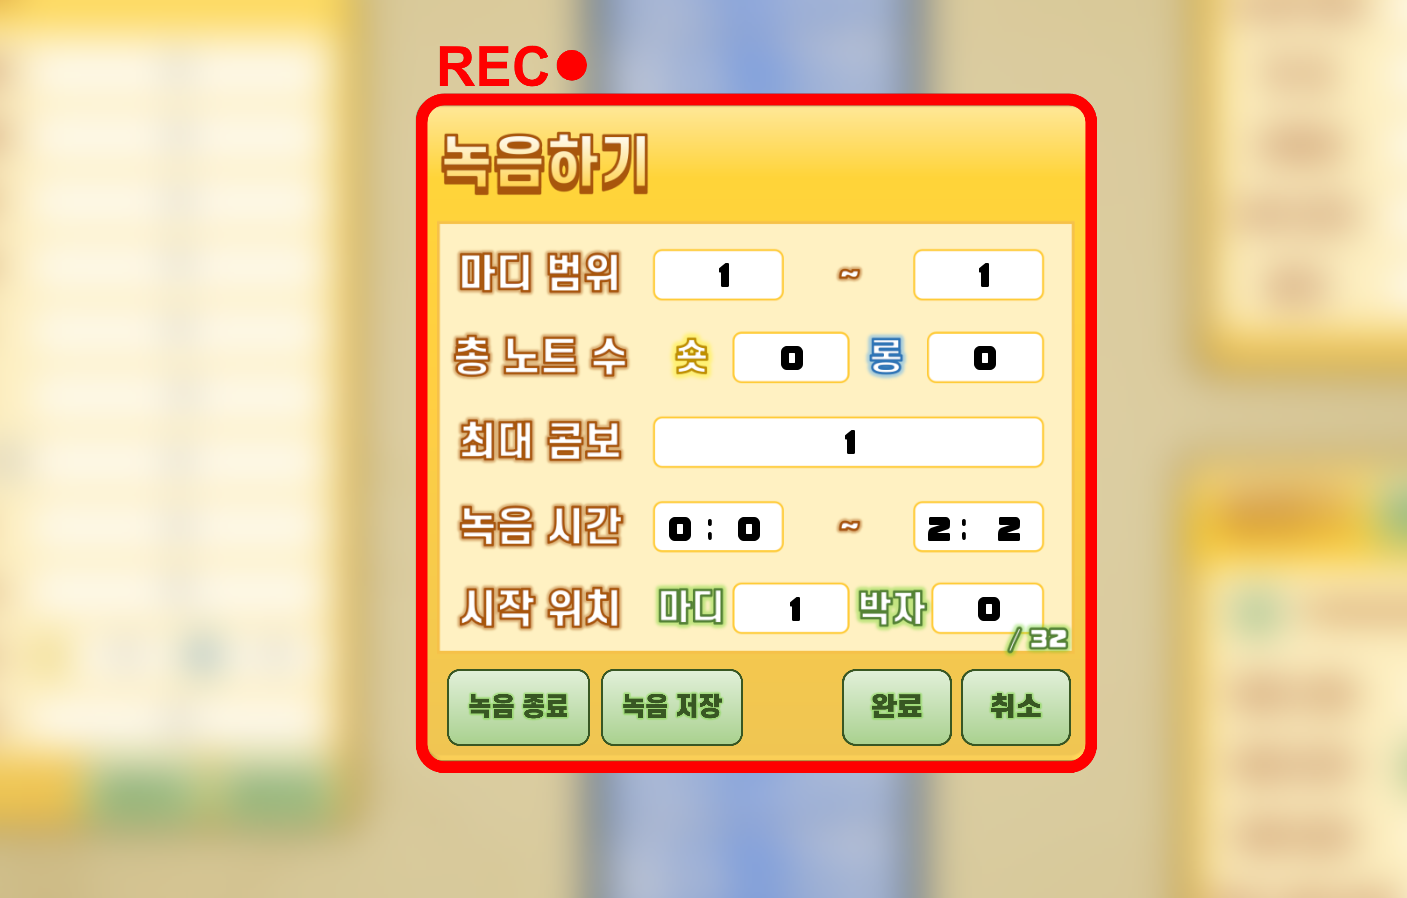 REC
녹음하기
마디 범위 1 ~ 1
총 노트 수 숏 0 롱 0
최대 콤보 1
녹음 시간 0 : 0 ~ 2 : 2
시작 위치 마디 1 박자 0 / 32
녹음 종료 녹음 저장 완료 취소